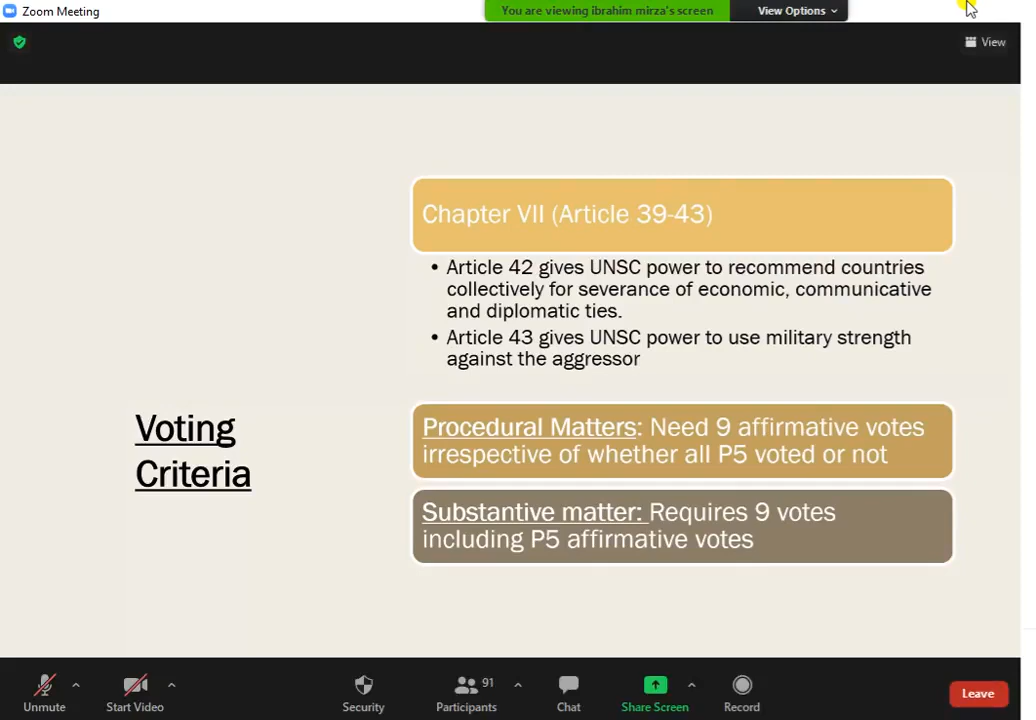 Zoom Meeting
You are viewing ibrahim mirza's screen
View Options
View
Chapter VII (Article 39-43)
• Article 42 gives UNSC power to recommend countries
collectively for severance of economic, communicative
and diplomatic ties.
• Article 43 gives UNSC power to use military strength
against the aggressor
Voting
Criteria
Procedural Matters: Need 9 affirmative votes
irrespective of whether all P5 voted or not
Substantive matter: Requires 9 votes
including P5 affirmative votes
Unmute
Start Video
Security
Participants
91
Chat
Share Screen
Record
Leave